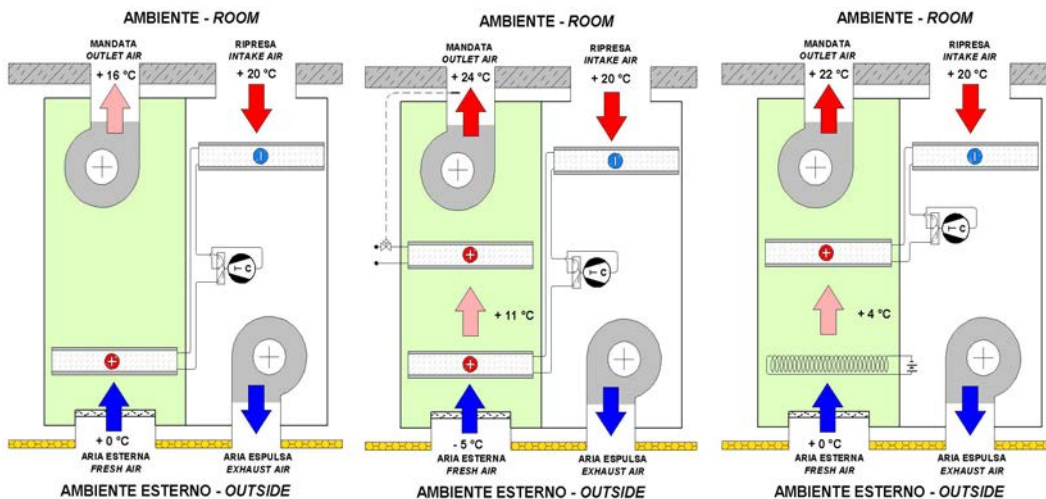 AMBIENTE - ROOM
MANDATA
OUTLET AIR
+ 16 °C
RIPRESA
INTAKE AIR
+ 20 °C
T C
+ 0 °C
ARIA ESTERNA
FRESH AIR
ARIA ESPULSA
EXHAUST AIR
AMBIENTE ESTERNO - OUTSIDE
AMBIENTE - ROOM
MANDATA
OUTLET AIR
+ 24 °C
RIPRESA
INTAKE AIR
+ 20 °C
T C
+ 11 °C
- 5 °C
ARIA ESTERNA
FRESH AIR
ARIA ESPULSA
EXHAUST AIR
AMBIENTE ESTERNO - OUTSIDE
AMBIENTE - ROOM
MANDATA
OUTLET AIR
+ 22 °C
RIPRESA
INTAKE AIR
+ 20 °C
T C
+ 4 °C
+ 0 °C
ARIA ESTERNA
FRESH AIR
ARIA ESPULSA
EXHAUST AIR
AMBIENTE ESTERNO - OUTSIDE